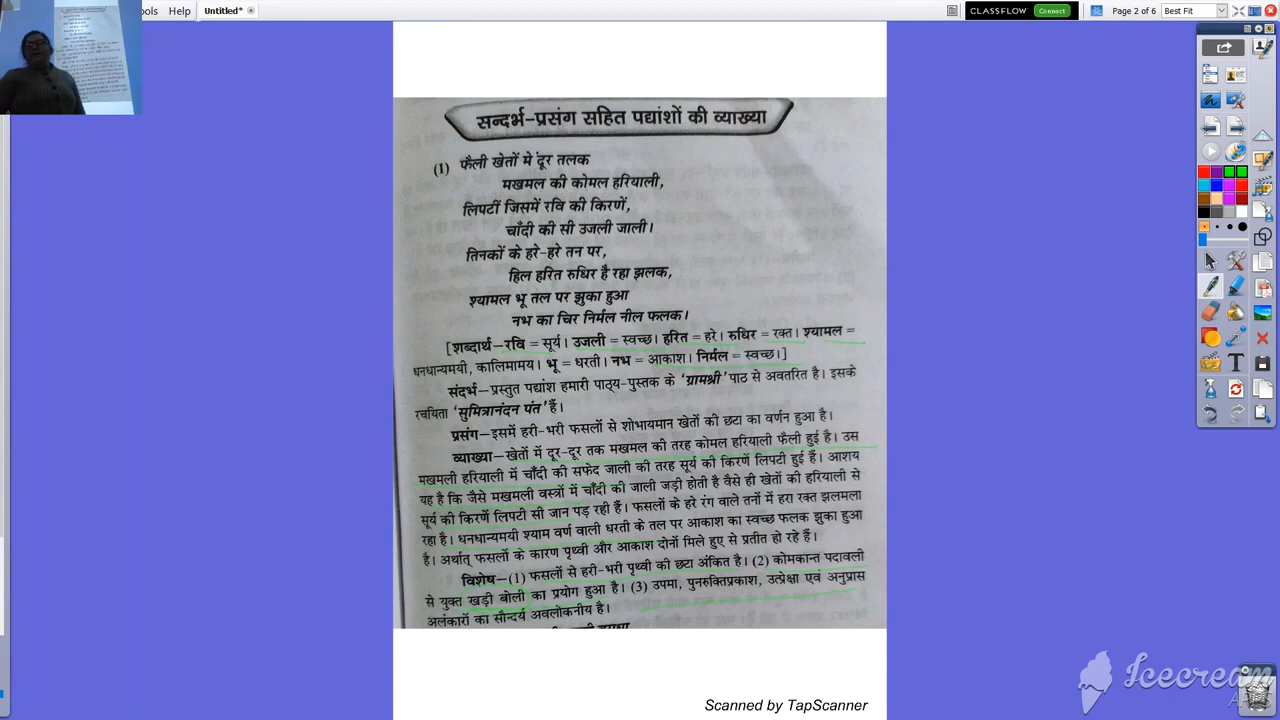 ols
Help
Untitled*
CLASSFLOW
Connect
Page 2 of 6
Best Fit
सन्दर्भ-प्रसंग सहित पद्यांशों की व्याख्या
(1) फैली खेतों में दूर तलक
मखमल की कोमल हरियाली,
लिपटीं जिसमें रवि की किरणें,
चाँदी की सी उजली जाली।
तिनकों के हरे-हरे तन पर,
हिल हरित रुधिर है रहा झलक,
श्यामल भू तल पर झुका हुआ
नभ का चिर निर्मल नील फलक।
[शब्दार्थ—रवि = सूर्य। उजली = स्वच्छ। हरित = हरे। रुधिर = रक्त। श्यामल =
धनधान्यमयी, कालिमामय। भू = धरती। नभ = आकाश। निर्मल = स्वच्छ।]
संदर्भ—प्रस्तुत पद्यांश हमारी पाठ्य-पुस्तक के 'ग्रामश्री' पाठ से अवतरित है। इसके
रचयिता 'सुमित्रानंदन पंत' हैं।
प्रसंग—इसमें हरी-भरी फसलों से शोभायमान खेतों की छटा का वर्णन हुआ है।
व्याख्या—खेतों में दूर-दूर तक मखमल की तरह कोमल हरियाली फैली हुई है। उस
मखमली हरियाली में चाँदी की सफेद जाली की तरह सूर्य की किरणें लिपटी हुई हैं। आशय
यह है कि जैसे मखमली वस्त्रों में चाँदी की जाली जड़ी होती है वैसे ही खेतों की हरियाली से
सूर्य की किरणें लिपटी सी जान पड़ रही हैं। फसलों के हरे रंग वाले तनों में हरा रक्त झलमला
रहा है। धनधान्यमयी श्याम वर्ण वाली धरती के तल पर आकाश का स्वच्छ फलक झुका हुआ
है। अर्थात् फसलों के कारण पृथ्वी और आकाश दोनों मिले हुए से प्रतीत हो रहे हैं।
विशेष—(1) फसलों से हरी-भरी पृथ्वी की छटा अंकित है। (2) कोमकान्त पदावली
से युक्त खड़ी बोली का प्रयोग हुआ है। (3) उपमा, पुनरुक्तिप्रकाश, उत्प्रेक्षा एवं अनुप्रास
अलंकारों का सौन्दर्य अवलोकनीय है।
Scanned by TapScanner
Icecream
APPS